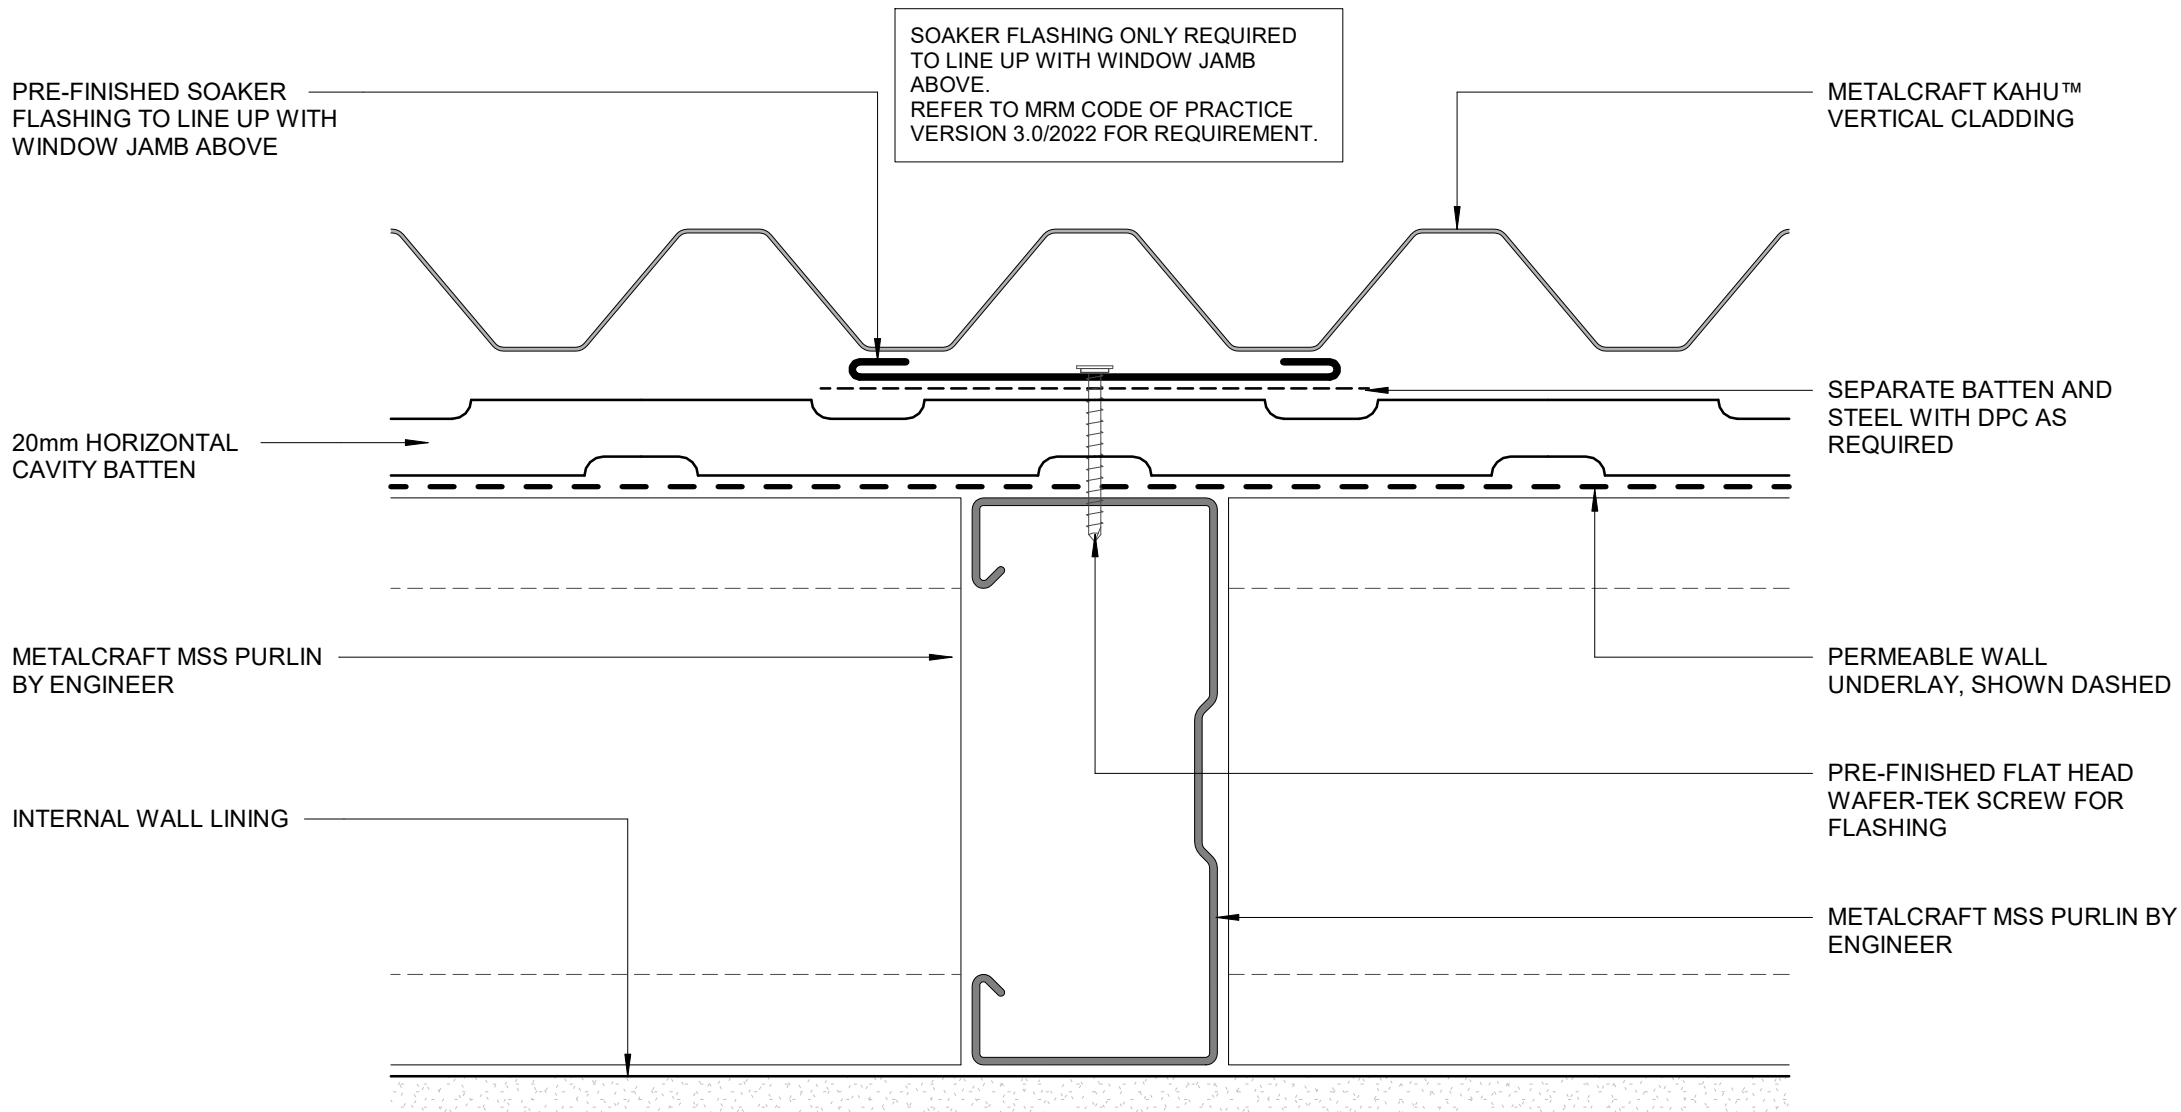 SOAKER FLASHING ONLY REQUIRED
TO LINE UP WITH WINDOW JAMB
ABOVE.
REFER TO MRM CODE OF PRACTICE
VERSION 3.0/2022 FOR REQUIREMENT.
PRE-FINISHED SOAKER
FLASHING TO LINE UP WITH
WINDOW JAMB ABOVE
20mm HORIZONTAL
CAVITY BATTEN
METALCRAFT MSS PURLIN
BY ENGINEER
INTERNAL WALL LINING
METALCRAFT KAHU™
VERTICAL CLADDING
SEPARATE BATTEN AND
STEEL WITH DPC AS
REQUIRED
PERMEABLE WALL
UNDERLAY, SHOWN DASHED
PRE-FINISHED FLAT HEAD
WAFER-TEK SCREW FOR
FLASHING
METALCRAFT MSS PURLIN BY
ENGINEER